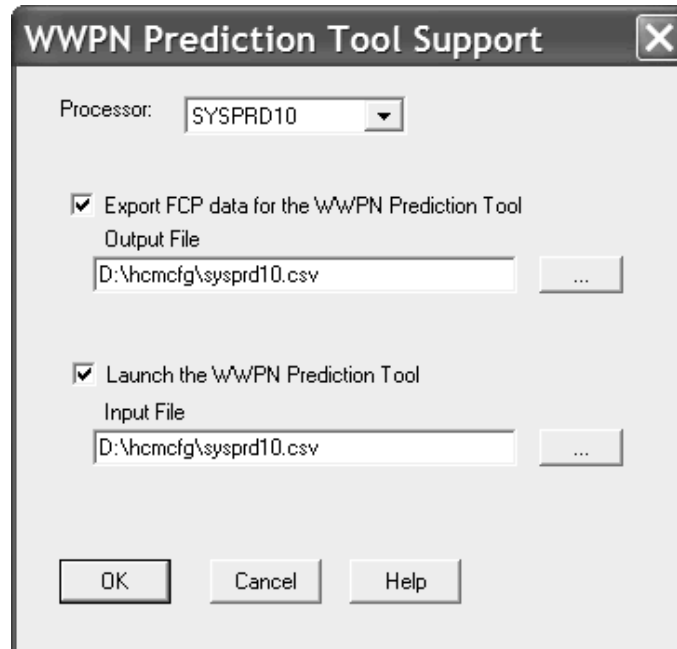 WWPN Prediction Tool Support
Processor: SYSPRD10
Export FCP data for the WWPN Prediction Tool
Output File
D:\hcmcfg\sysprd10.csv ...
Launch the WWPN Prediction Tool
Input File
D:\hcmcfg\sysprd10.csv ...
OK Cancel Help